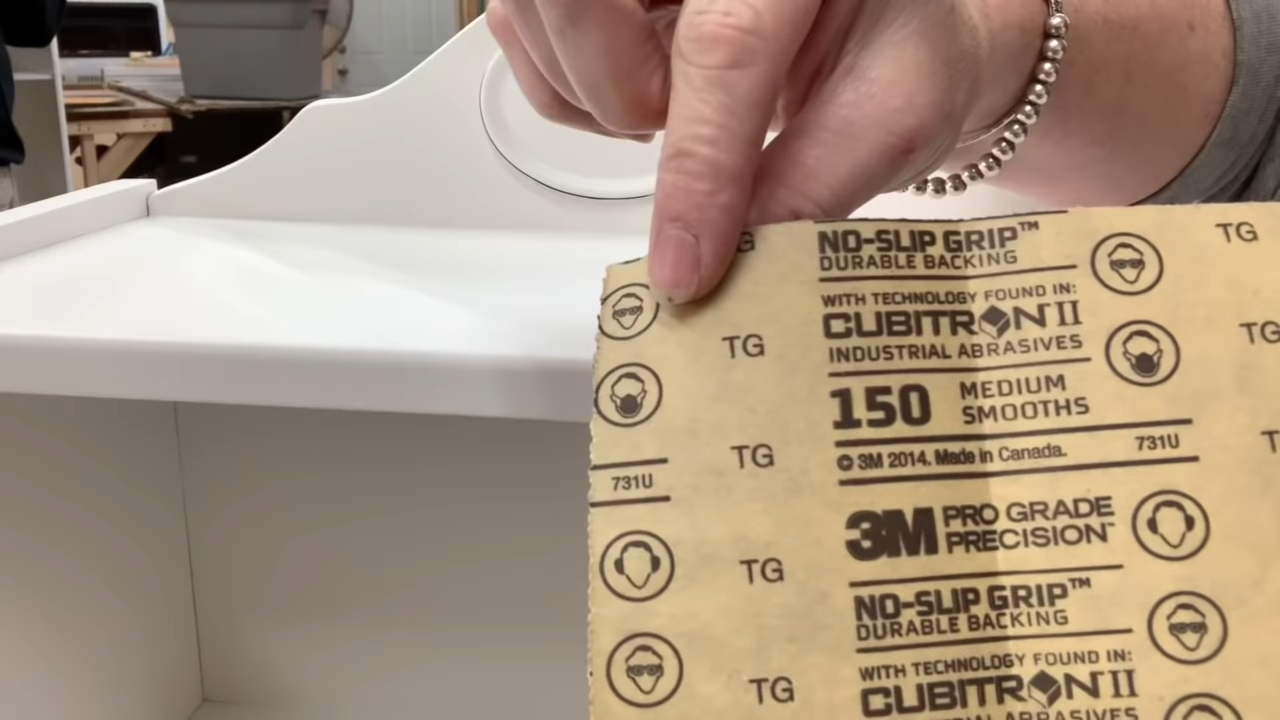 TG
NO-SLIP GRIP™
DURABLE BACKING
WITH TECHNOLOGY FOUND IN:
CUBITRON II
INDUSTRIAL ABRASIVES
TG
TG
150 MEDIUM SMOOTHS
© 3M 2014. Made in Canada. 731U
TG
731U
3M PRO GRADE PRECISION™
TG
NO-SLIP GRIP™
DURABLE BACKING
WITH TECHNOLOGY FOUND IN:
TG
CUBITRON II